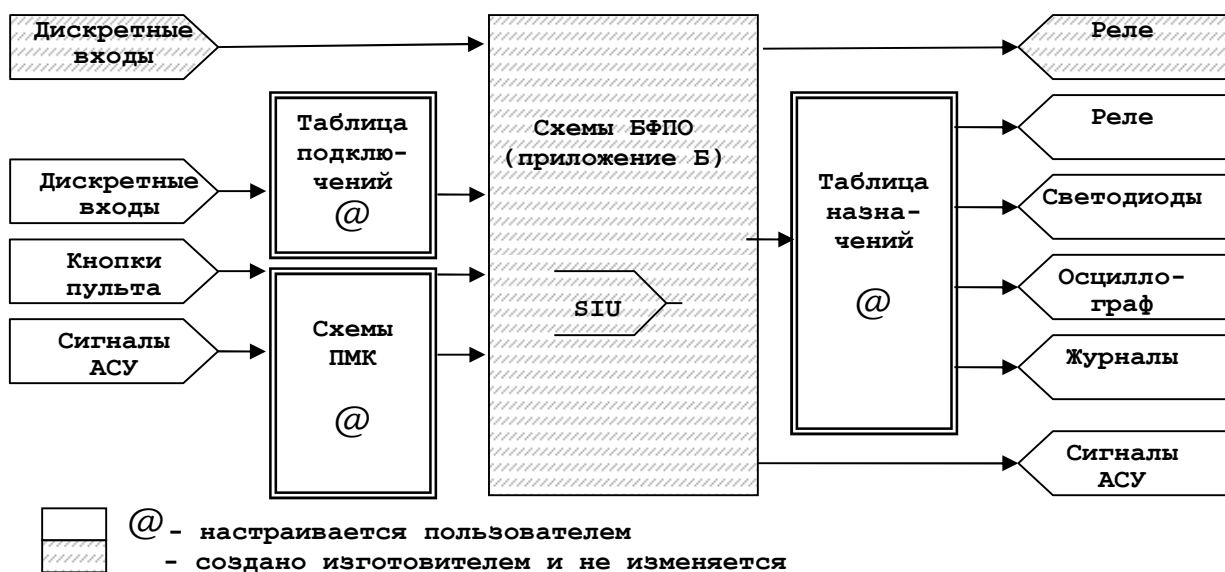 Дискретные
входы
Реле
Таблица
подклю-
чений
@
Схемы БФПО
(приложение Б)
Реле
Дискретные
входы
Таблица
назна-
чений
@
Светодиоды
Кнопки
пульта
SIU
Осцилло-
граф
Сигналы
АСУ
Схемы
ПМК
@
Журналы
Сигналы
АСУ
@ - настраивается пользователем
- создано изготовителем и не изменяется